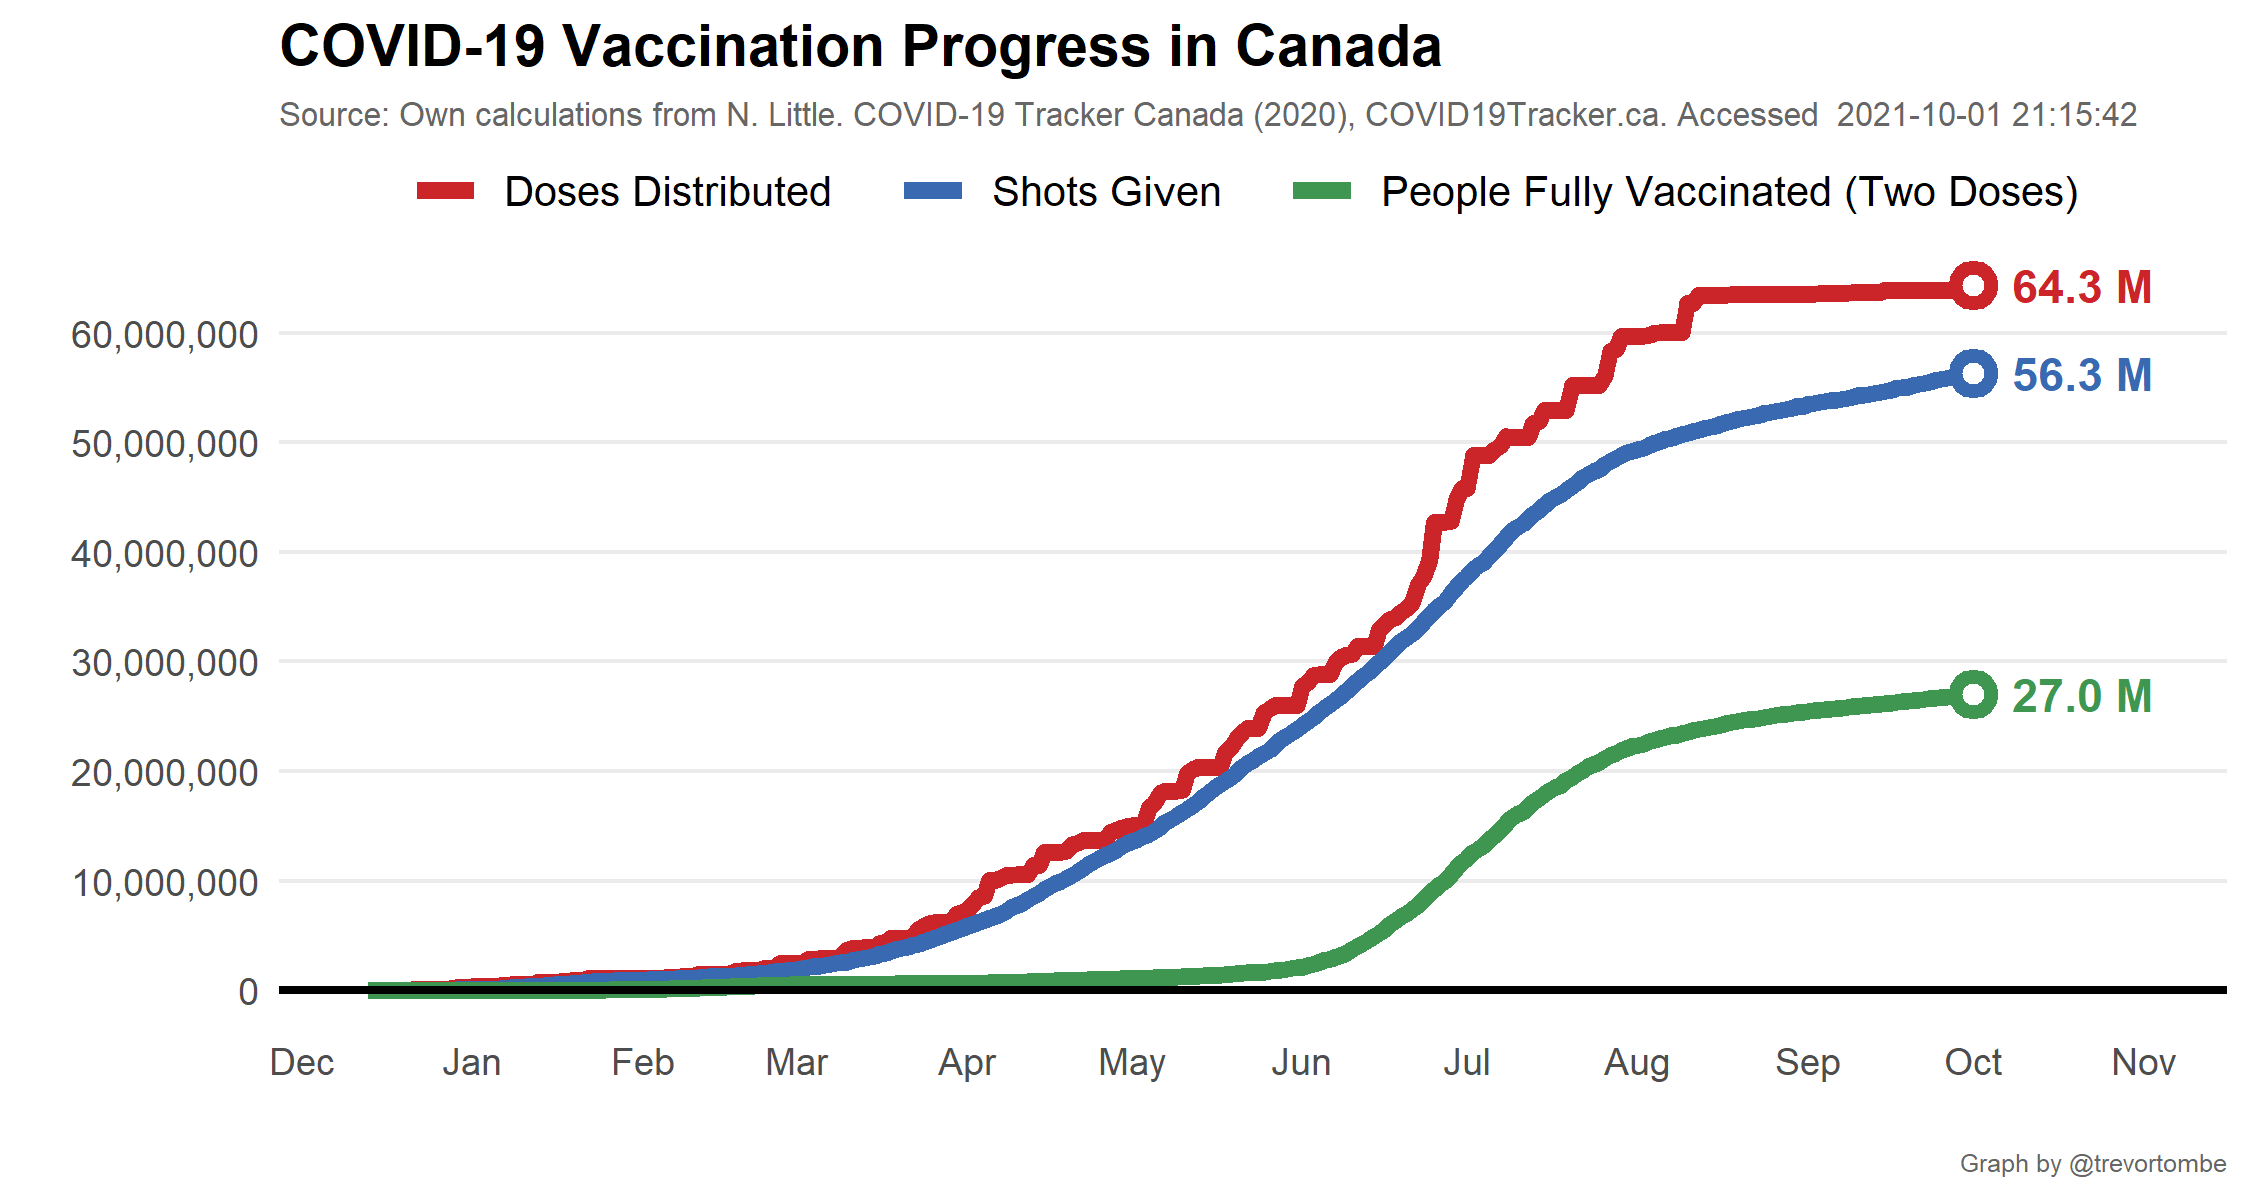 COVID-19 Vaccination Progress in Canada
Source: Own calculations from N. Little. COVID-19 Tracker Canada (2020), COVID19Tracker.ca. Accessed  2021-10-01 21:15:42
Doses Distributed Shots Given People Fully Vaccinated (Two Doses)
64.3 M
60,000,000
56.3 M
50,000,000
40,000,000
30,000,000
27.0 M
20,000,000
10,000,000
0
Dec Jan Feb Mar Apr May Jun Jul Aug Sep Oct Nov
Graph by @trevortombe